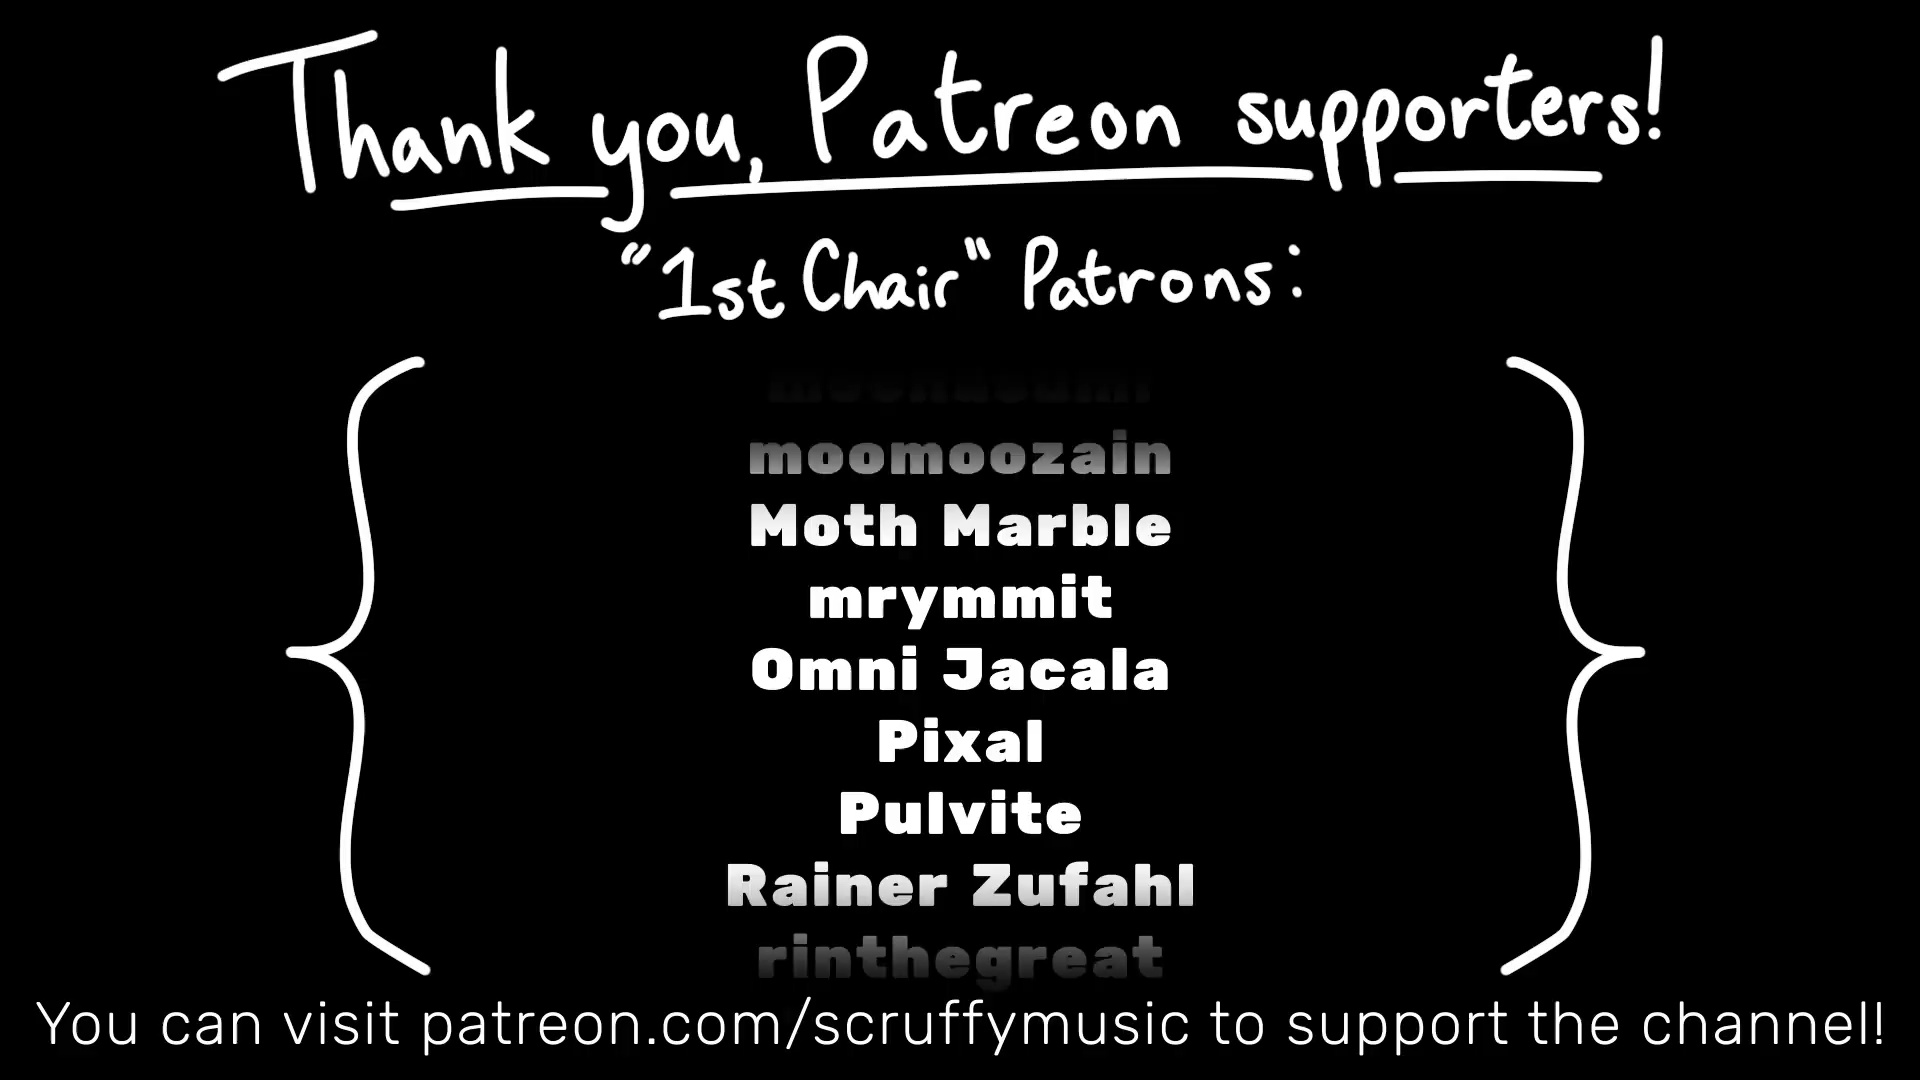 Thank you, Patreon supporters!
"1st Chair" Patrons:
moomoozain
Moth Marble
mrymmit
Omni Jacala
Pixal
Pulvite
Rainer Zufahl
rinthegreat
You can visit patreon.com/scruffymusic to support the channel!